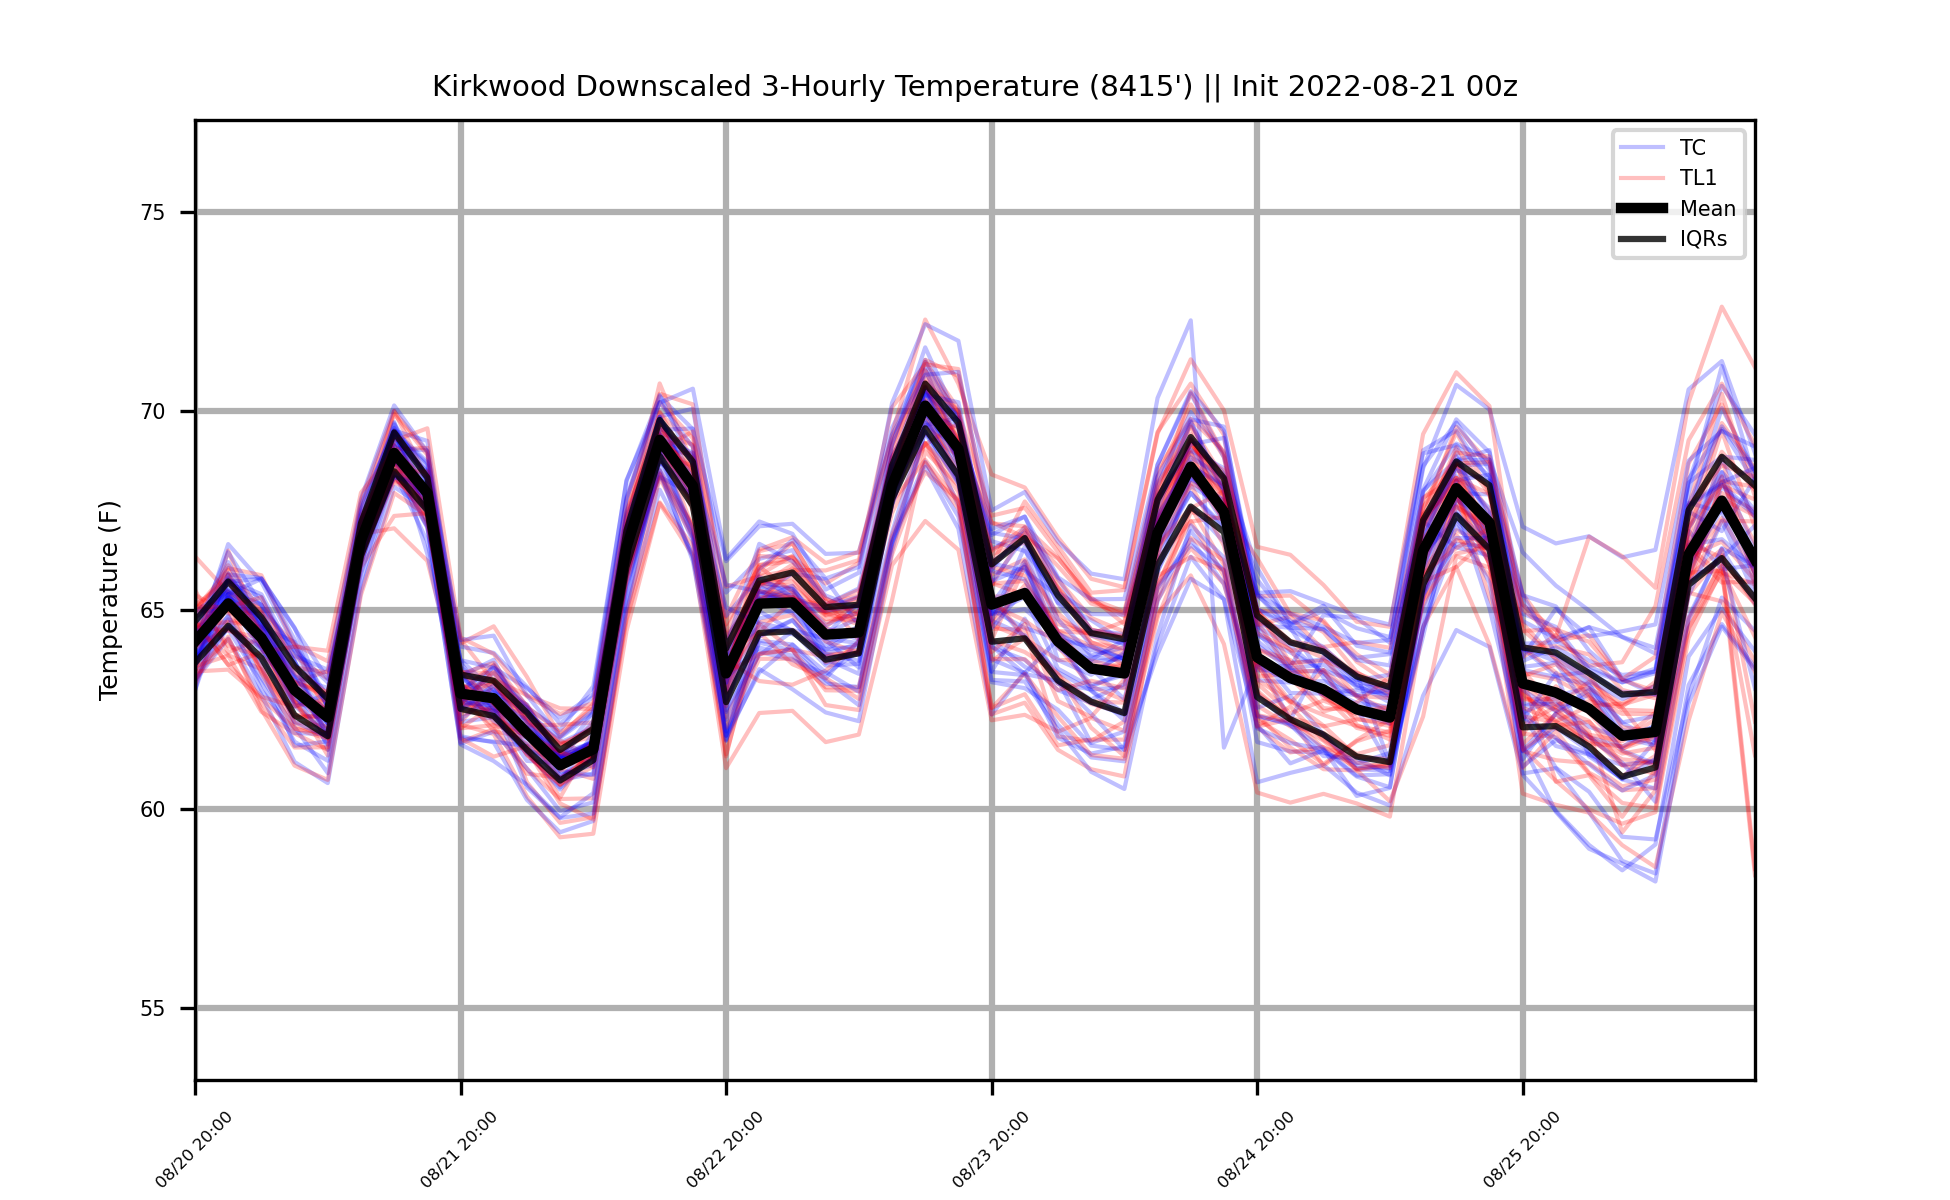 Kirkwood Downscaled 3-Hourly Temperature (8415') || Init 2022-08-21 00z
TC
TL1
Mean
IQRs
Temperature (F)
75
70
65
60
55
08/20 20:00
08/21 20:00
08/22 20:00
08/23 20:00
08/24 20:00
08/25 20:00